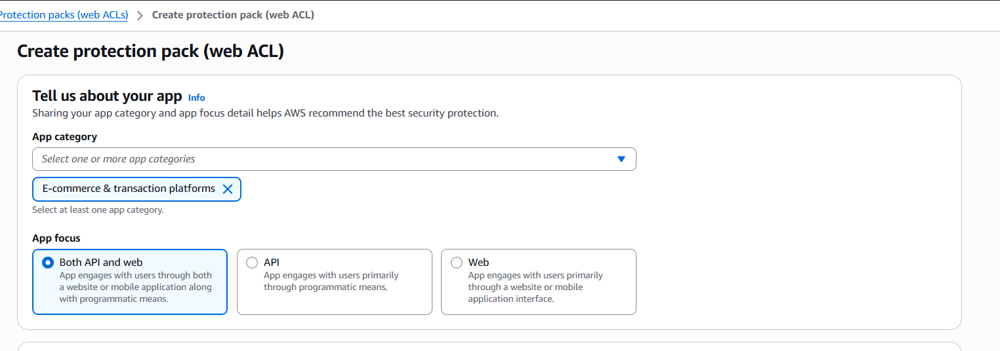 Protection packs (web ACLs) > Create protection pack (web ACL)
Create protection pack (web ACL)
Tell us about your app Info
Sharing your app category and app focus detail helps AWS recommend the best security protection.
App category
Select one or more app categories
E-commerce & transaction platforms
Select at least one app category.
App focus
Both API and web
App engages with users through both
a website or mobile application along
with programmatic means.
API
App engages with users primarily
through programmatic means.
Web
App engages with users primarily
through a website or mobile
application interface.